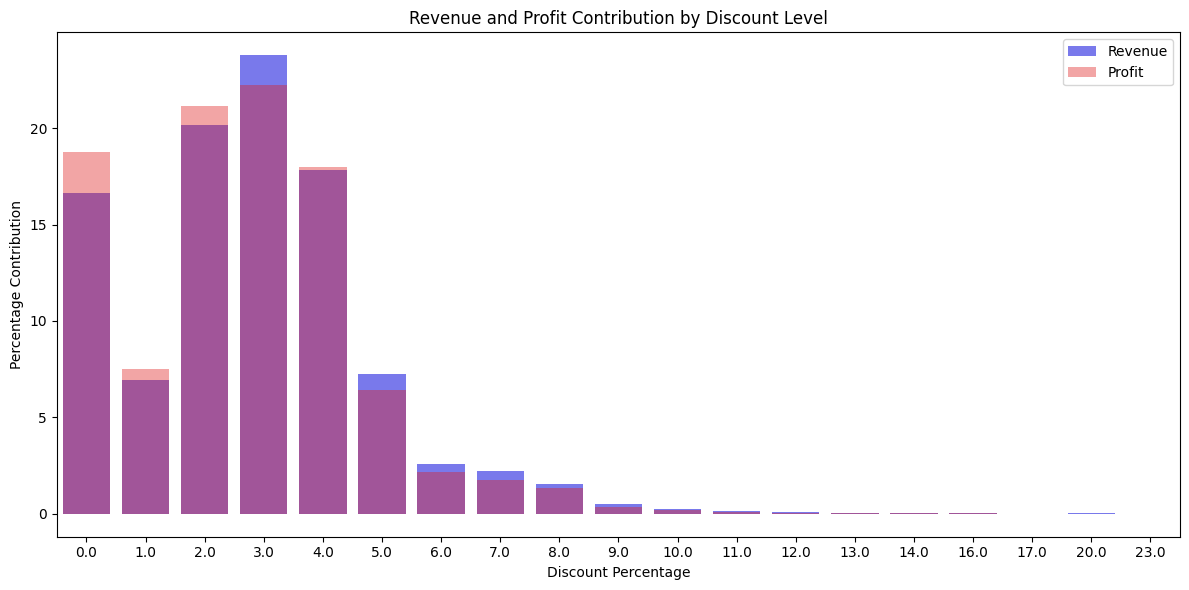 Revenue and Profit Contribution by Discount Level
Revenue
Profit
Percentage Contribution
20
15
10
5
0
0.0 1.0 2.0 3.0 4.0 5.0 6.0 7.0 8.0 9.0 10.0 11.0 12.0 13.0 14.0 16.0 17.0 20.0 23.0
Discount Percentage